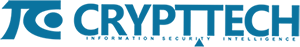 CRYPTTECH
INFORMATION SECURITY INTELLIGENCE